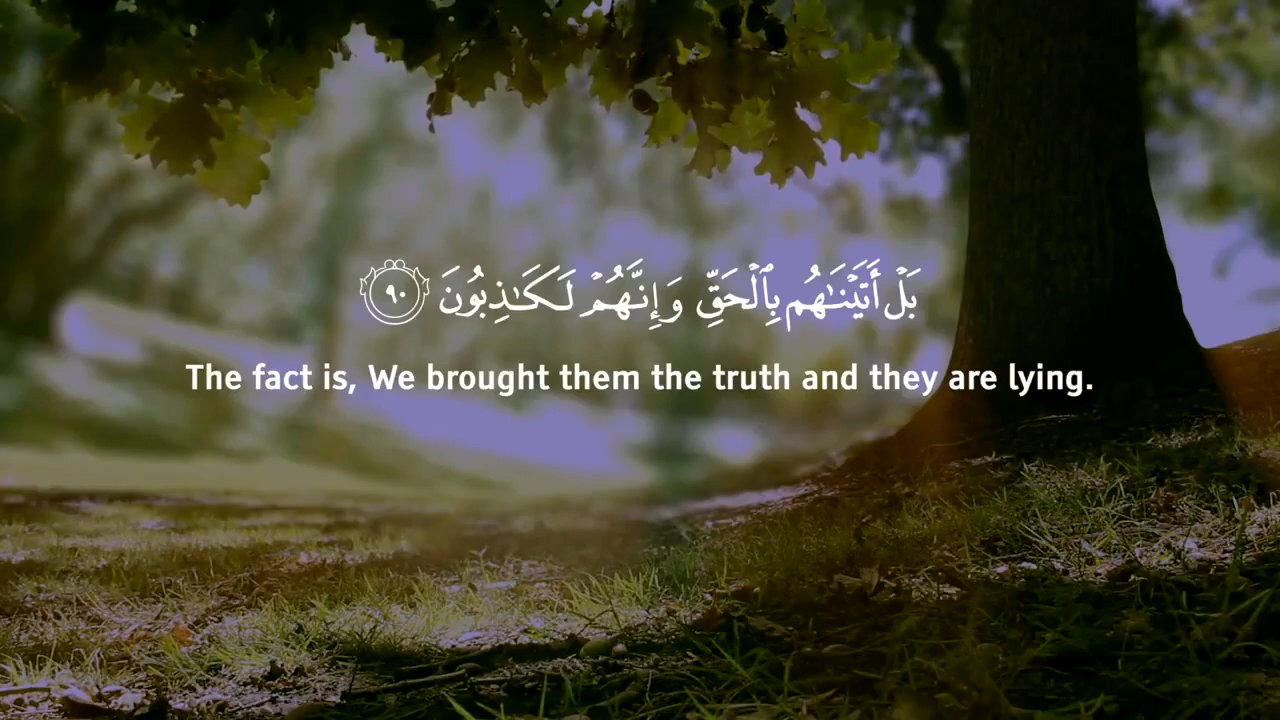 بَلْ أَتَيْنَـٰهُم بِٱلْحَقِّ وَإِنَّهُمْ لَكَـٰذِبُونَ ٩٠
The fact is, We brought them the truth and they are lying.